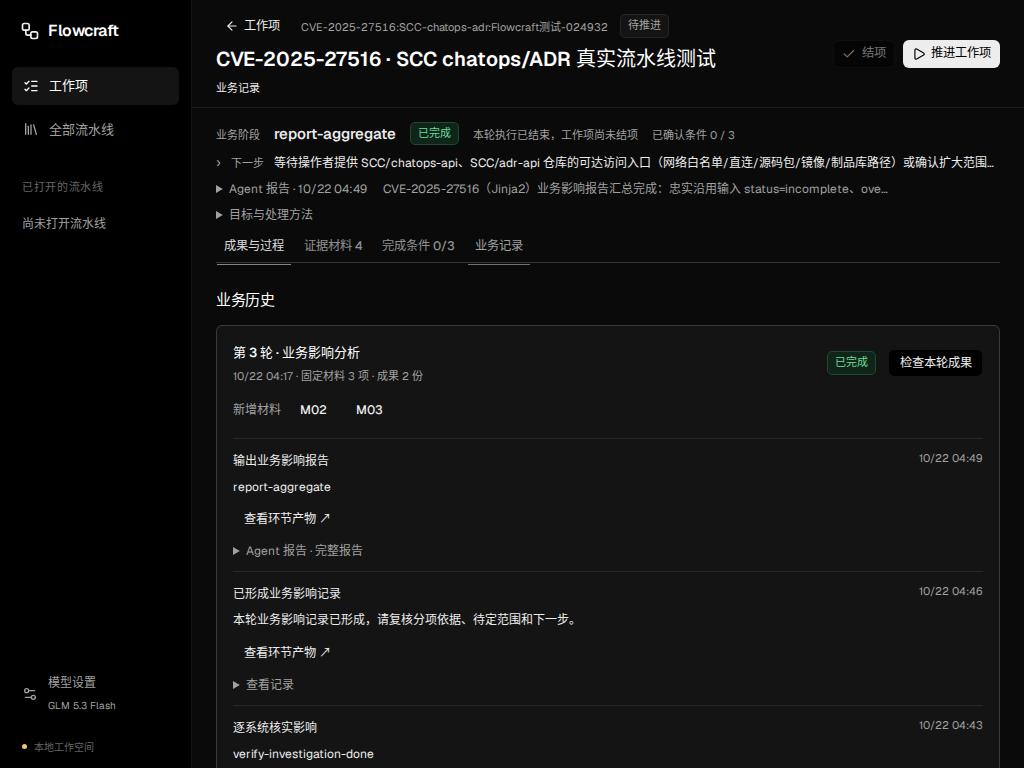 Flowcraft
工作项
全部流水线
已打开的流水线
尚未打开流水线
模型设置
GLM 5.3 Flash
本地工作空间
← 工作项 CVE-2025-27516:SCC-chatops-adr:Flowcraft测试-024932 待推进
CVE-2025-27516 · SCC chatops/ADR 真实流水线测试
结项 推进工作项
业务记录
业务阶段 report-aggregate 已完成 本轮执行已结束，工作项尚未结项 已确认条件 0 / 3
› 下一步 等待操作者提供 SCC/chatops-api、SCC/adr-api 仓库的可达访问入口（网络白名单/直连/源码包/镜像/制品库路径）或确认扩大范围...
▶ Agent 报告 · 10/22 04:49 CVE-2025-27516（Jinja2）业务影响报告汇总完成：忠实沿用输入 status=incomplete、ove...
▶ 目标与处理方法
成果与过程 证据材料 4 完成条件 0/3 业务记录
业务历史
第 3 轮 · 业务影响分析
10/22 04:17 · 固定材料 3 项 · 成果 2 份
已完成 检查本轮成果
新增材料 M02 M03
输出业务影响报告 10/22 04:49
report-aggregate
查看环节产物 ↗
▶ Agent 报告 · 完整报告
已形成业务影响记录 10/22 04:46
本轮业务影响记录已形成，请复核分项依据、待定范围和下一步。
查看环节产物 ↗
▶ 查看记录
逐系统核实影响 10/22 04:43
verify-investigation-done